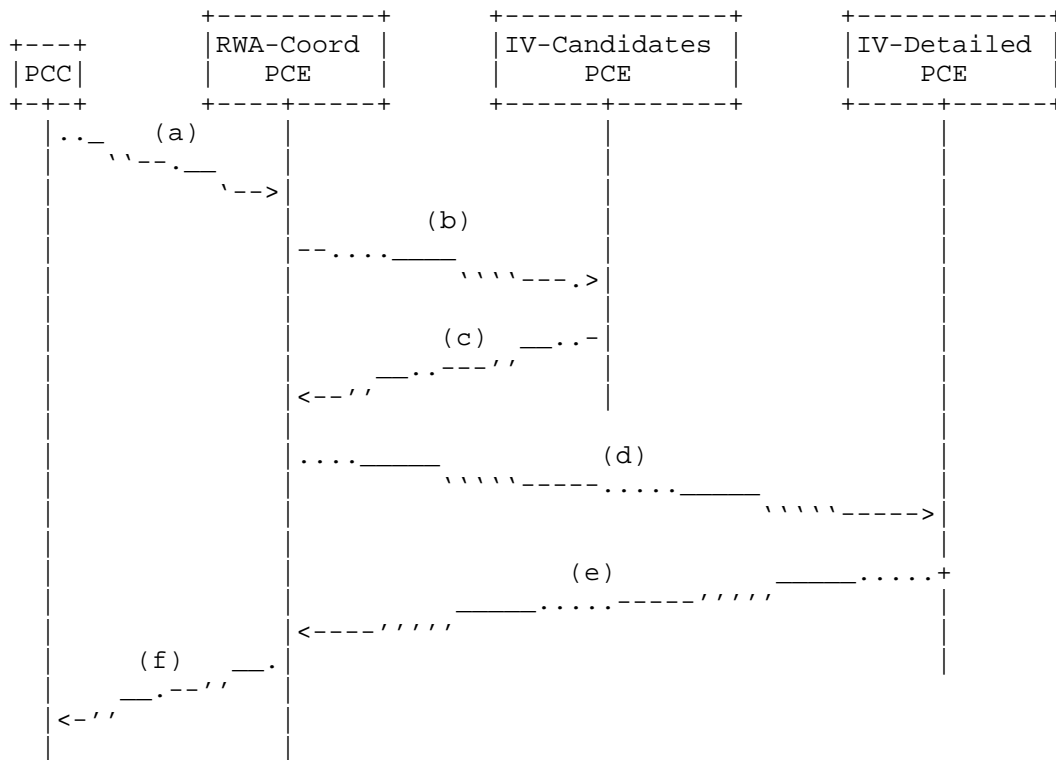 RWA-Coord IV-Candidates IV-Detailed
PCC PCE PCE PCE
(a)
(b)
(c)
(d)
(e)
(f)